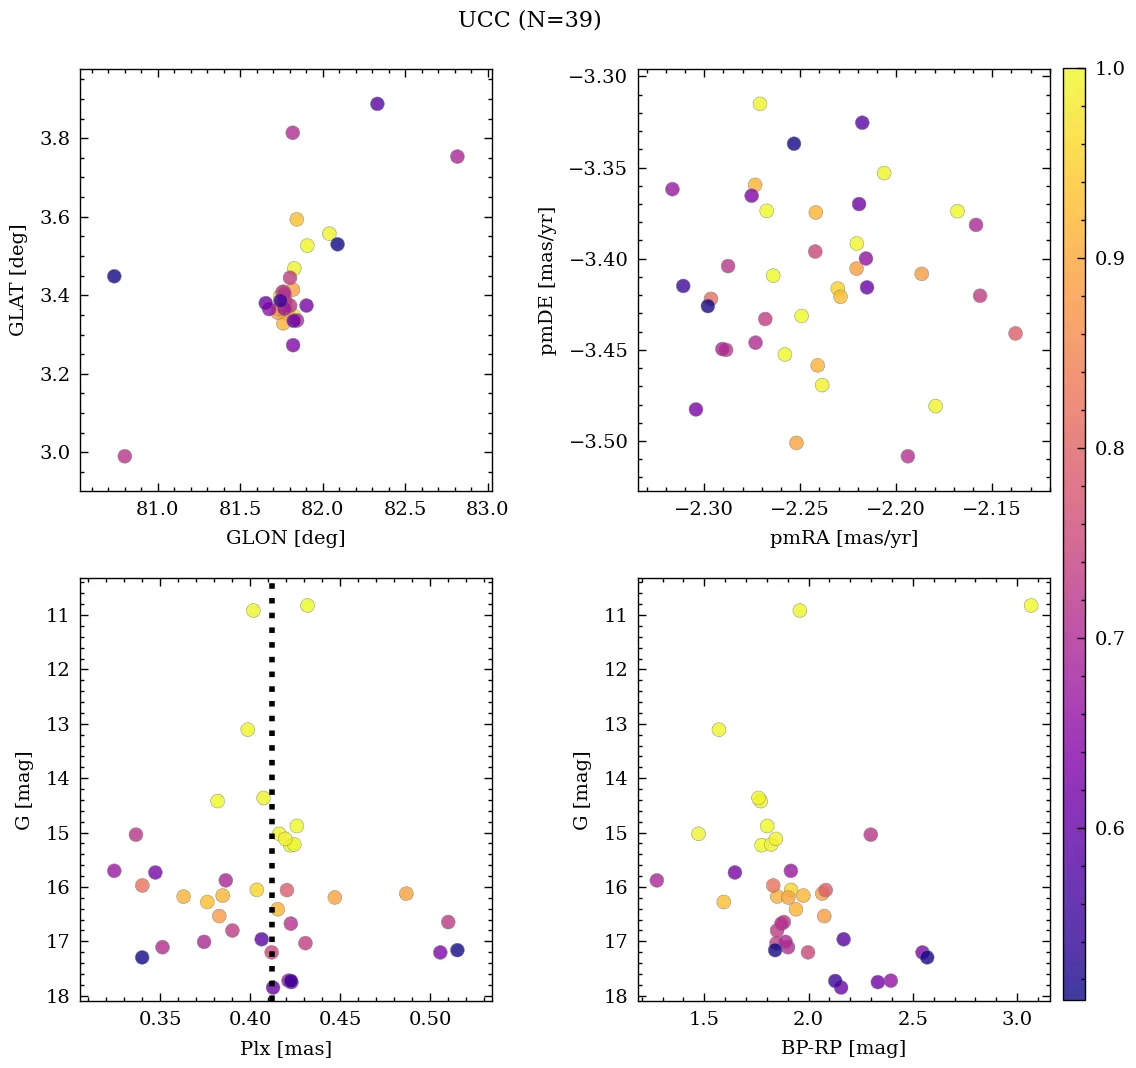 UCC (N=39)
3.8
3.6
3.4
3.2
3.0
GLAT [deg]
81.0 81.5 82.0 82.5 83.0
GLON [deg]
−3.30
−3.35
−3.40
−3.45
−3.50
pmDE [mas/yr]
−2.30 −2.25 −2.20 −2.15
pmRA [mas/yr]
1.0
0.9
0.8
0.7
0.6
11
12
13
14
15
16
17
18
G [mag]
0.35 0.40 0.45 0.50
Plx [mas]
11
12
13
14
15
16
17
18
G [mag]
1.5 2.0 2.5 3.0
BP-RP [mag]